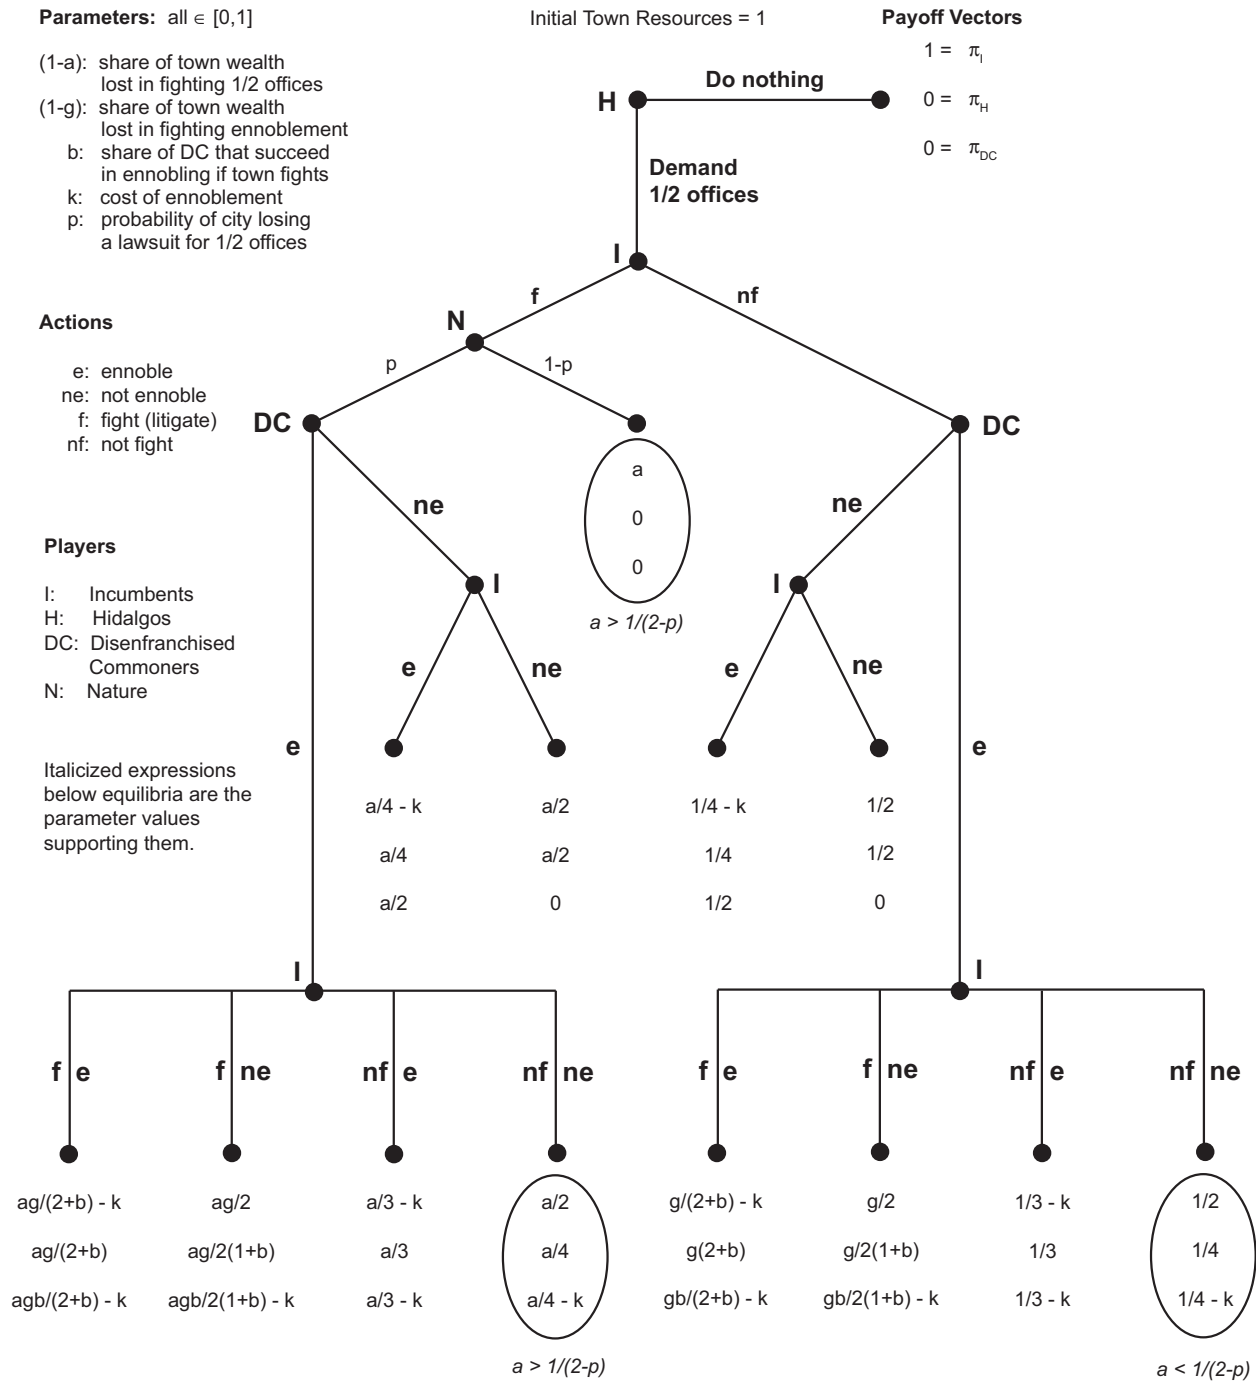 Parameters: all ∈ [0,1]
(1-a): share of town wealth
lost in fighting 1/2 offices
(1-g): share of town wealth
lost in fighting ennoblement
b: share of DC that succeed
in ennobling if town fights
k: cost of ennoblement
p: probability of city losing
a lawsuit for 1/2 offices
Initial Town Resources = 1
Payoff Vectors
1 = π_I
0 = π_H
0 = π_DC
H
Do nothing
Demand
1/2 offices
I
f
nf
N
p
1-p
Actions
e: ennoble
ne: not ennoble
f: fight (litigate)
nf: not fight
DC
DC
a
0
0
a > 1/(2-p)
ne
ne
Players
I: Incumbents
H: Hidalgos
DC: Disenfranchised
Commoners
N: Nature
I
I
e
ne
e
ne
e
e
Italicized expressions
below equilibria are the
parameter values
supporting them.
a/4 - k a/2 1/4 - k 1/2
a/4 a/2 1/4 1/2
a/2 0 1/2 0
I
I
f e f ne nf e nf ne f e f ne nf e nf ne
ag/(2+b) - k ag/2 a/3 - k a/2 g/(2+b) - k g/2 1/3 - k 1/2
ag/(2+b) ag/2(1+b) a/3 a/4 g(2+b) g/2(1+b) 1/3 1/4
agb/(2+b) - k agb/2(1+b) - k a/3 - k a/4 - k gb/(2+b) - k gb/2(1+b) - k 1/3 - k 1/4 - k
a > 1/(2-p) a < 1/(2-p)